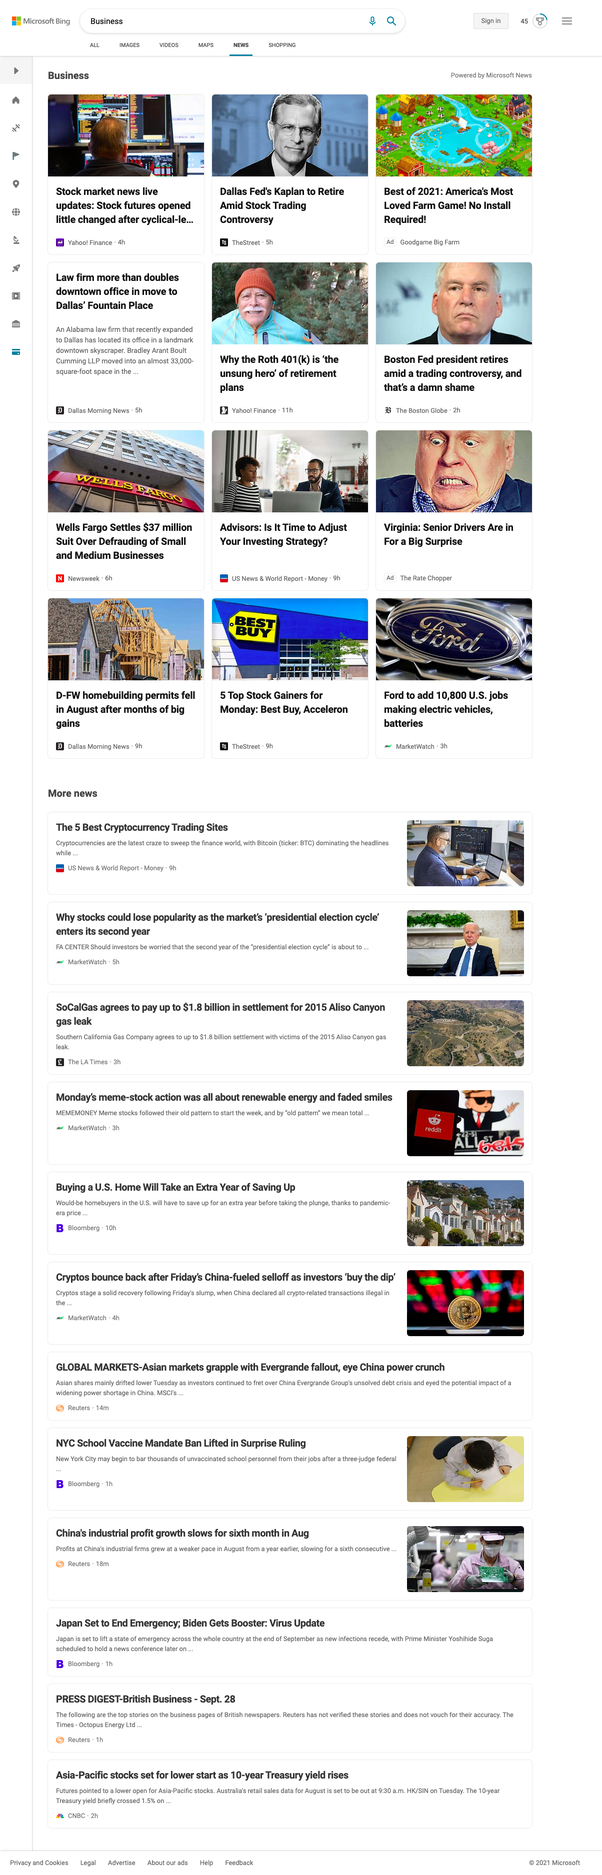 Microsoft Bing
Business
Sign in
45
ALL
IMAGES
VIDEOS
MAPS
NEWS
SHOPPING
Business
Powered by Microsoft News
Stock market news live
updates: Stock futures opened
little changed after cyclical-le...
Yahoo! Finance · 4h
Dallas Fed's Kaplan to Retire
Amid Stock Trading
Controversy
TheStreet · 5h
Best of 2021: America's Most
Loved Farm Game! No Install
Required!
Ad Goodgame Big Farm
Law firm more than doubles
downtown office in move to
Dallas' Fountain Place
An Alabama law firm that recently expanded
to Dallas has located its office in a landmark
downtown skyscraper. Bradley Arant Boult
Cumming LLP moved into an almost 33,000-
square-foot space in the ...
Dallas Morning News · 5h
Why the Roth 401(k) is 'the
unsung hero' of retirement
plans
Yahoo! Finance · 11h
Boston Fed president retires
amid a trading controversy, and
that's a damn shame
The Boston Globe · 2h
WELLS FARGO
Wells Fargo Settles $37 million
Suit Over Defrauding of Small
and Medium Businesses
Newsweek · 6h
Advisors: Is It Time to Adjust
Your Investing Strategy?
US News & World Report - Money · 9h
Virginia: Senior Drivers Are in
For a Big Surprise
Ad The Rate Chopper
D-FW homebuilding permits fell
in August after months of big
gains
Dallas Morning News · 9h
BEST
BUY
5 Top Stock Gainers for
Monday: Best Buy, Acceleron
TheStreet · 9h
Ford
Ford to add 10,800 U.S. jobs
making electric vehicles,
batteries
MarketWatch · 3h
More news
The 5 Best Cryptocurrency Trading Sites
Cryptocurrencies are the latest craze to sweep the finance world, with Bitcoin (ticker: BTC) dominating the headlines
while ...
US News & World Report - Money · 9h
Why stocks could lose popularity as the market's 'presidential election cycle'
enters its second year
FA CENTER Should investors be worried that the second year of the "presidential election cycle" is about to ...
MarketWatch · 5h
SoCalGas agrees to pay up to $1.8 billion in settlement for 2015 Aliso Canyon
gas leak
Southern California Gas Company agrees to up to $1.8 billion settlement with victims of the 2015 Aliso Canyon gas
leak.
The LA Times · 3h
Monday's meme-stock action was all about renewable energy and faded smiles
MEMEMONEY Meme stocks followed their old pattern to start the week, and by "old pattern" we mean total ...
MarketWatch · 3h
reddit
Buying a U.S. Home Will Take an Extra Year of Saving Up
Would-be homebuyers in the U.S. will have to save up for an extra year before taking the plunge, thanks to pandemic-
era price ...
Bloomberg · 10h
Cryptos bounce back after Friday's China-fueled selloff as investors 'buy the dip'
Cryptos stage a solid recovery following Friday's slump, when China declared all crypto-related transactions illegal in
the ...
MarketWatch · 4h
GLOBAL MARKETS-Asian markets grapple with Evergrande fallout, eye China power crunch
Asian shares mainly drifted lower Tuesday as investors continued to fret over China Evergrande Group's unsolved debt crisis and eyed the potential impact of a
widening power shortage in China. MSCI's ...
Reuters · 14m
NYC School Vaccine Mandate Ban Lifted in Surprise Ruling
New York City may begin to bar thousands of unvaccinated school personnel from their jobs after a three-judge federal
...
Bloomberg · 1h
China's industrial profit growth slows for sixth month in Aug
Profits at China's industrial firms grew at a weaker pace in August from a year earlier, slowing for a sixth consecutive ...
Reuters · 18m
Japan Set to End Emergency; Biden Gets Booster: Virus Update
Japan is set to lift a state of emergency across the whole country at the end of September as new infections recede, with Prime Minister Yoshihide Suga
scheduled to hold a news conference later on ...
Bloomberg · 1h
PRESS DIGEST-British Business - Sept. 28
The following are the top stories on the business pages of British newspapers. Reuters has not verified these stories and does not vouch for their accuracy. The
Times - Octopus Energy Ltd ...
Reuters · 1h
Asia-Pacific stocks set for lower start as 10-year Treasury yield rises
Futures pointed to a lower open for Asia-Pacific stocks. Australia's retail sales data for August is set to be out at 9:30 a.m. HK/SIN on Tuesday. The 10-year
Treasury yield briefly crossed 1.5% on ...
CNBC · 2h
Privacy and Cookies
Legal
Advertise
About our ads
Help
Feedback
© 2021 Microsoft